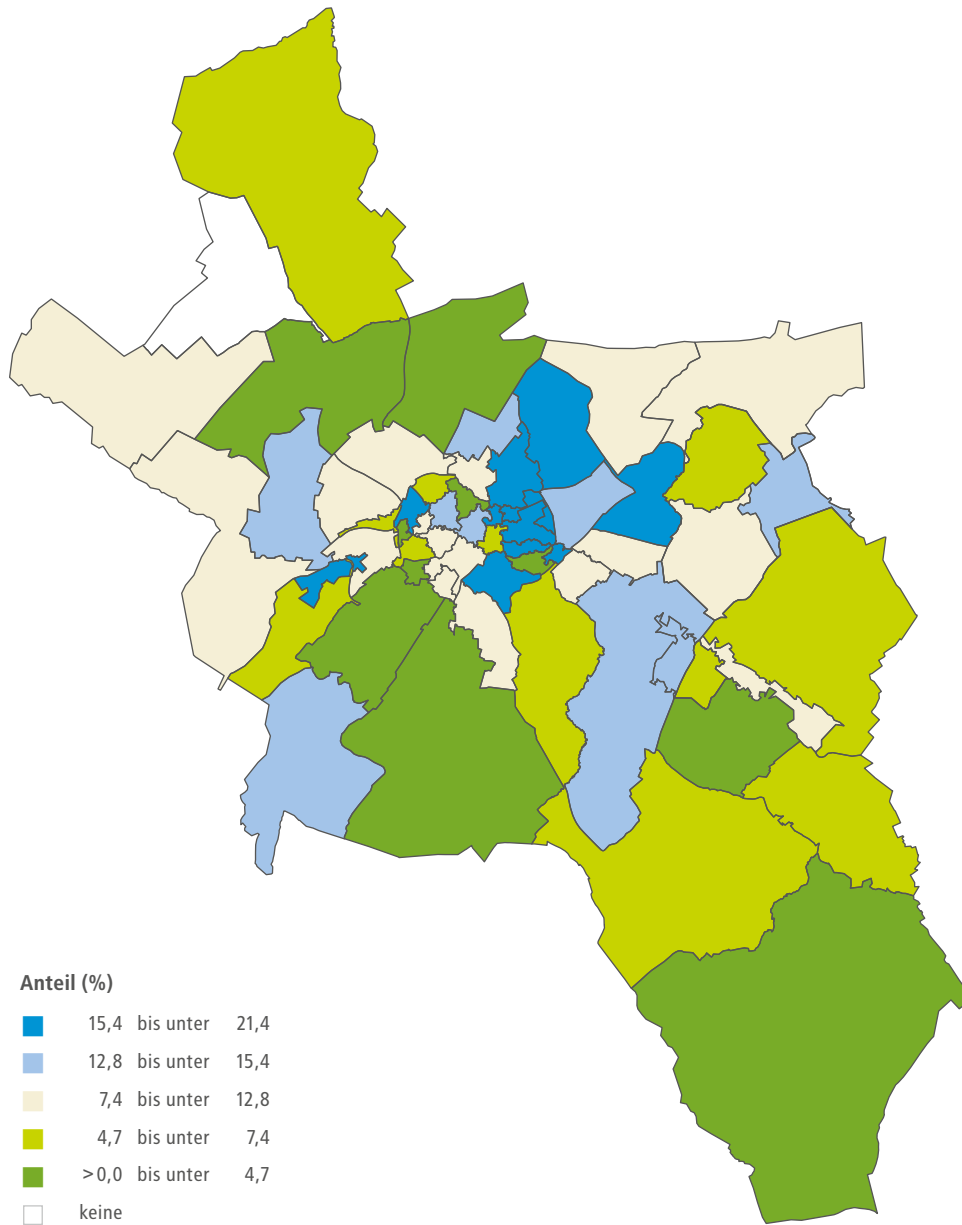 Anteil (%)
15,4 bis unter 21,4
12,8 bis unter 15,4
7,4 bis unter 12,8
4,7 bis unter 7,4
>0,0 bis unter 4,7
keine